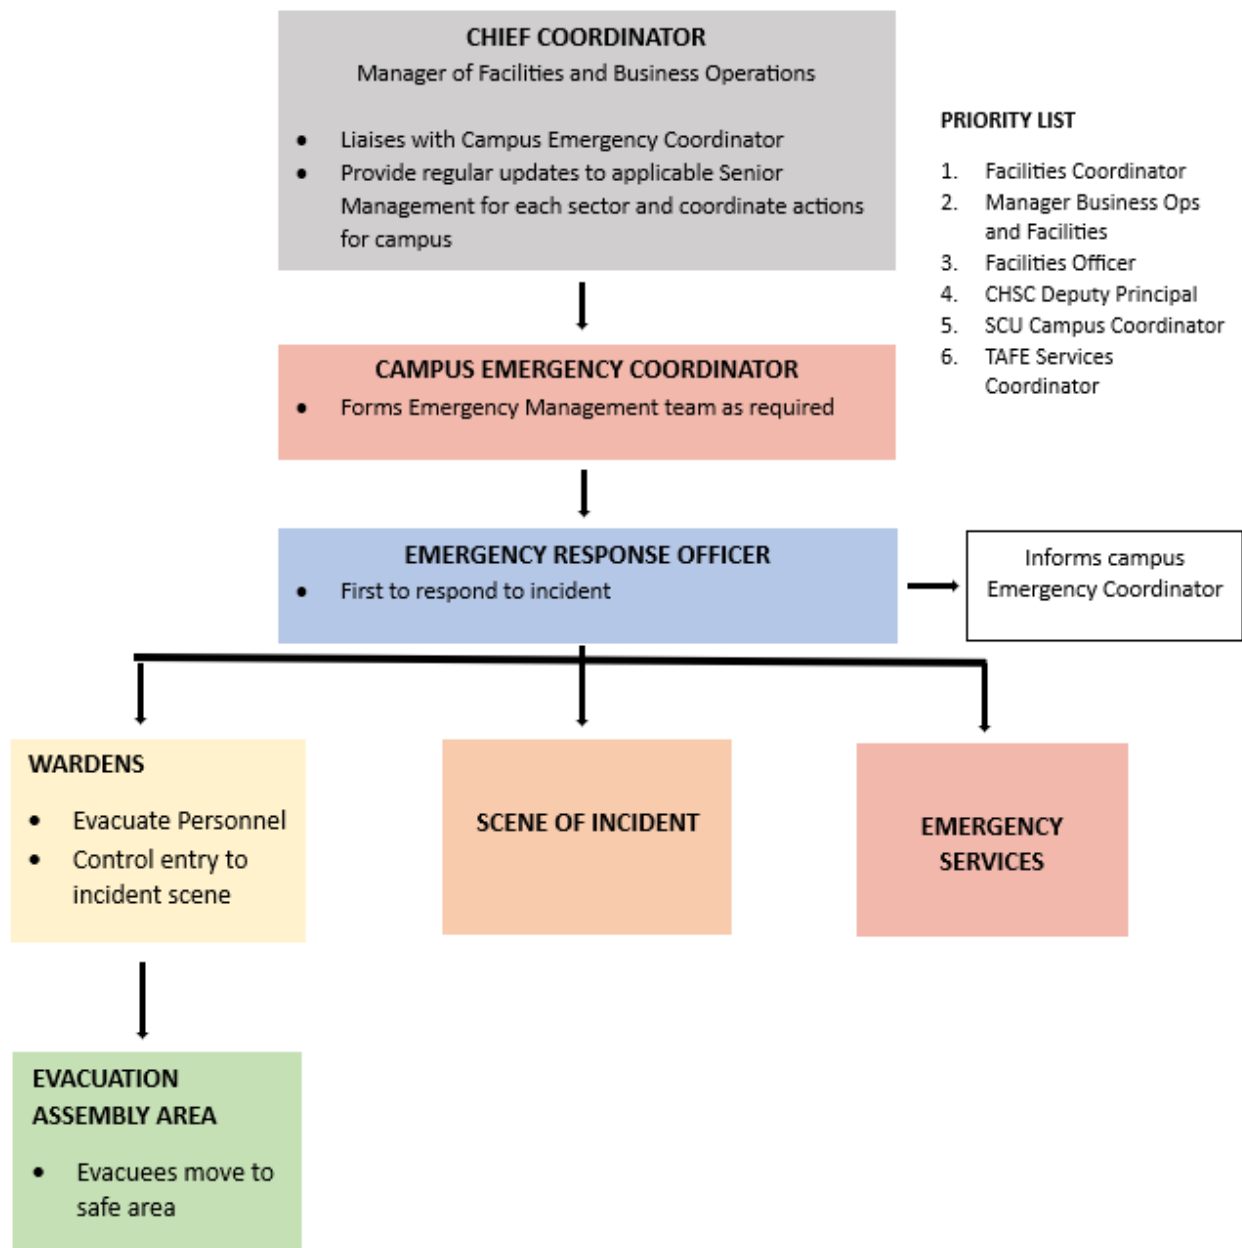 CHIEF COORDINATOR
Manager of Facilities and Business Operations
• Liaises with Campus Emergency Coordinator
• Provide regular updates to applicable Senior
Management for each sector and coordinate actions
for campus
PRIORITY LIST
1. Facilities Coordinator
2. Manager Business Ops
and Facilities
3. Facilities Officer
4. CHSC Deputy Principal
5. SCU Campus Coordinator
6. TAFE Services
Coordinator
CAMPUS EMERGENCY COORDINATOR
• Forms Emergency Management team as required
EMERGENCY RESPONSE OFFICER
• First to respond to incident
Informs campus
Emergency Coordinator
WARDENS
• Evacuate Personnel
• Control entry to
incident scene
SCENE OF INCIDENT
EMERGENCY
SERVICES
EVACUATION
ASSEMBLY AREA
• Evacuees move to
safe area